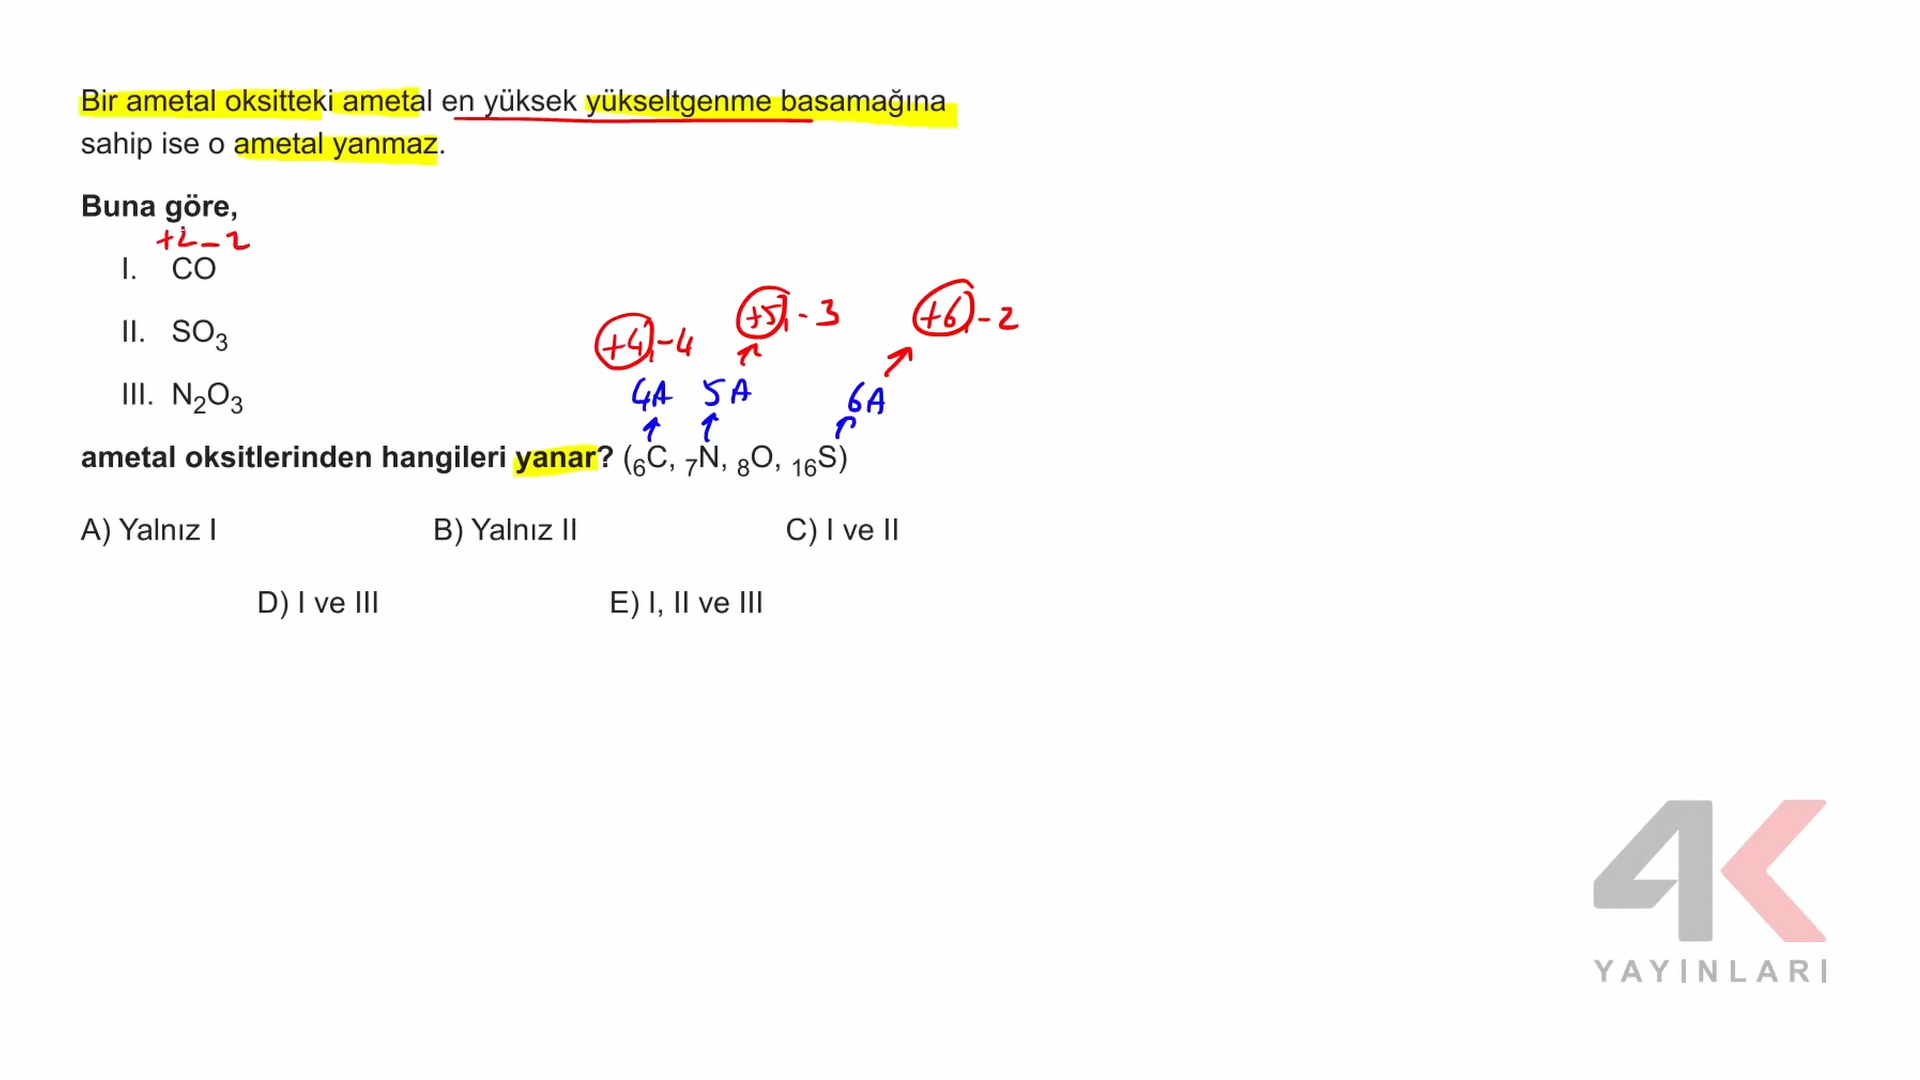 Bir ametal oksitteki ametal en yüksek yükseltgenme basamağına
sahip ise o ametal yanmaz.
Buna göre,
+2 -2
I. CO
II. SO₃
III. N₂O₃
+4, -4 +5, -3 +6, -2
4A 5A 6A
ametal oksitlerinden hangileri yanar? (₆C, ₇N, ₈O, ₁₆S)
A) Yalnız I B) Yalnız II C) I ve II
D) I ve III E) I, II ve III
4K
YAYINLARI